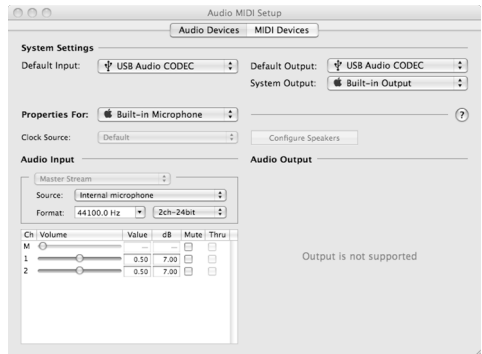 Audio MIDI Setup
Audio Devices MIDI Devices
System Settings
Default Input: USB Audio CODEC
Default Output: USB Audio CODEC
System Output: Built-in Output
Properties For: Built-in Microphone
?
Clock Source: Default
Configure Speakers
Audio Input
Audio Output
Master Stream
Source: Internal microphone
Format: 44100.0 Hz 2ch-24bit
Ch Volume Value dB Mute Thru
M — —
1 0.50 7.00
2 0.50 7.00
Output is not supported